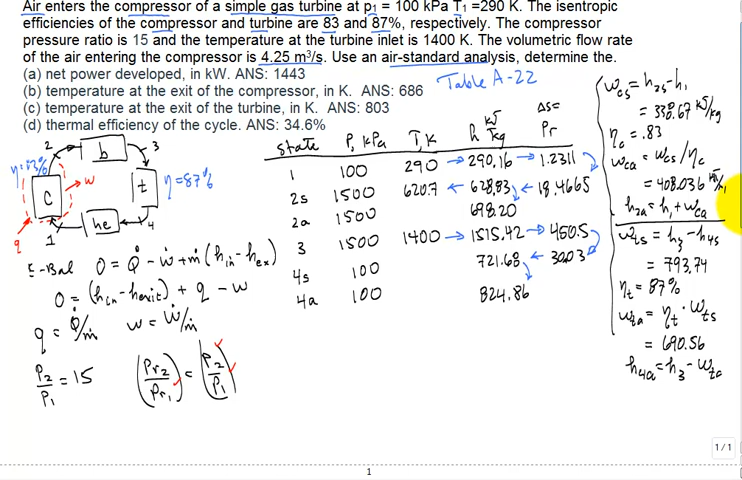 Air enters the compressor of a simple gas turbine at p1 = 100 kPa T1 =290 K. The isentropic
efficiencies of the compressor and turbine are 83 and 87%, respectively. The compressor
pressure ratio is 15 and the temperature at the turbine inlet is 1400 K. The volumetric flow rate
of the air entering the compressor is 4.25 m³/s. Use an air-standard analysis, determine the.
(a) net power developed, in kW. ANS: 1443
(b) temperature at the exit of the compressor, in K. ANS: 686
(c) temperature at the exit of the turbine, in K. ANS: 803
(d) thermal efficiency of the cycle. ANS: 34.6%
Table A-22
2
b
3
η=83%
C
w
t
η=87%
he
1
4
q
State P, kPa T, K h kJ/kg Δs= Pr
1 100 290 → 290.16 → 1.2311
2s 1500 620.7 ← 628.83 ← 18.4665
2a 1500 698.20
3 1500 1400 → 1515.42 → 450.5
4s 100 721.68 ← 30.03
4a 100 824.86
E-Bal 0 = Q̇ - ẇ + ṁ(hin - hex)
0 = (hin - hexit) + q - w
q = Q̇/ṁ w = Ẇ/ṁ
P2/P1 = 15 (Pr2/Pr1) = (P2/P1)
wcs = h2s - h1
= 338.67 kJ/kg
ηc = .83
wca = wcs/ηc
= 408.036 kJ/kg
h2a = h1 + wca
wts = h3 - h4s
= 793.74
ηt = 87%
wta = ηt · wts
= 690.56
h4a = h3 - wta
1/1
1